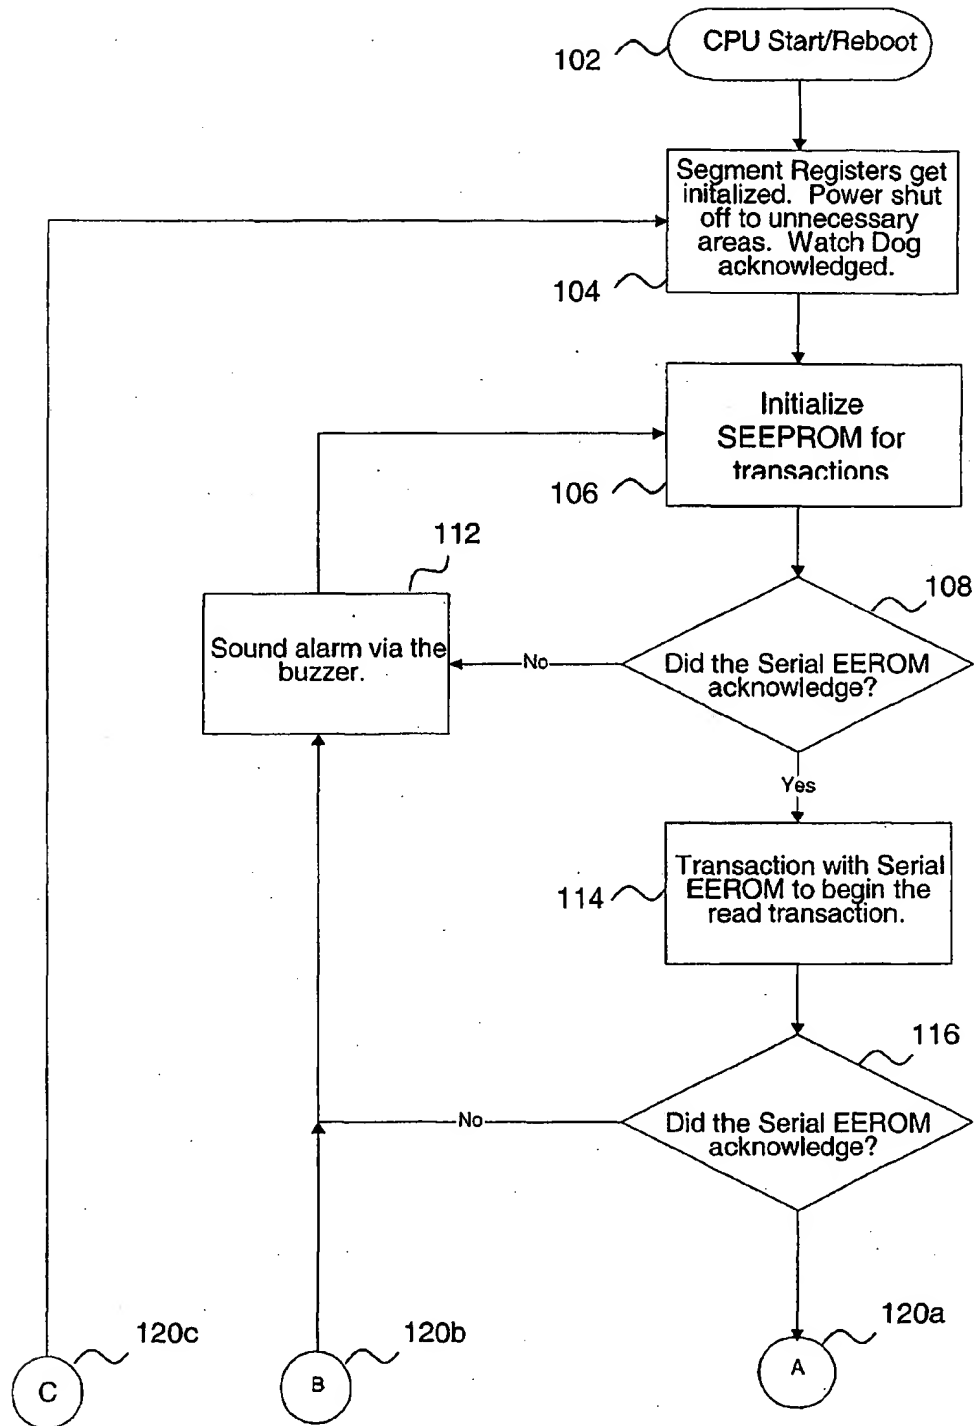 CPU Start/Reboot
102
Segment Registers get
initalized. Power shut
off to unnecessary
areas. Watch Dog
acknowledged.
104
Initialize
SEEPROM for
transactions
106
112
108
Sound alarm via the
buzzer.
No
Did the Serial EEROM
acknowledge?
Yes
Transaction with Serial
EEROM to begin the
read transaction.
114
116
No
Did the Serial EEROM
acknowledge?
120c
120b
120a
C
B
A